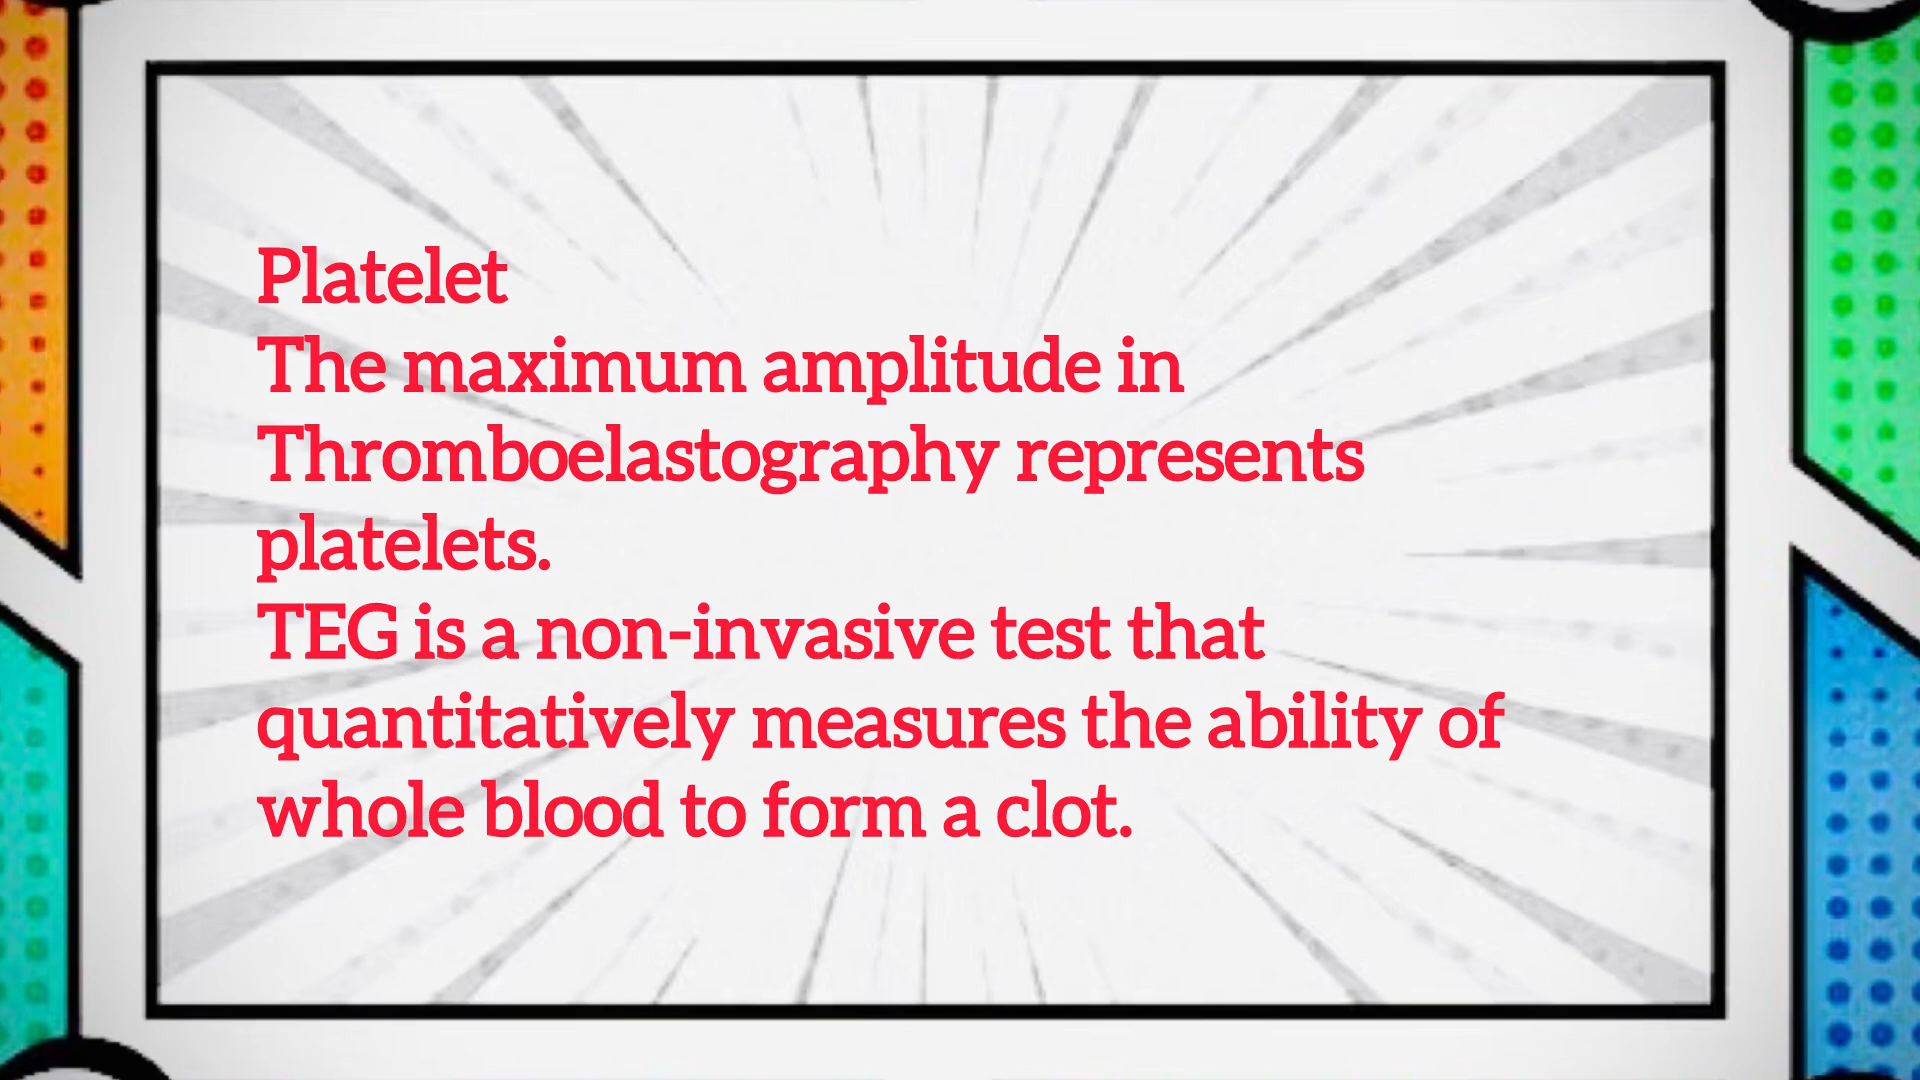 Platelet
The maximum amplitude in
Thromboelastography represents
platelets.
TEG is a non-invasive test that
quantitatively measures the ability of
whole blood to form a clot.